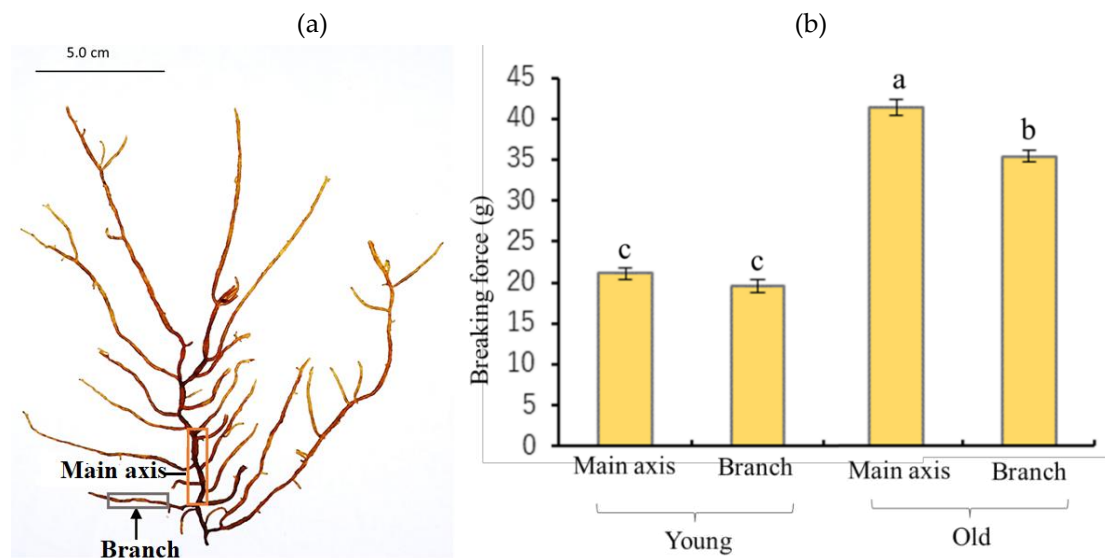 (a)
5.0 cm
Main axis
Branch
(b)
Breaking force (g)
45
40
35
30
25
20
15
10
5
0
c
c
a
b
Main axis
Branch
Main axis
Branch
Young
Old